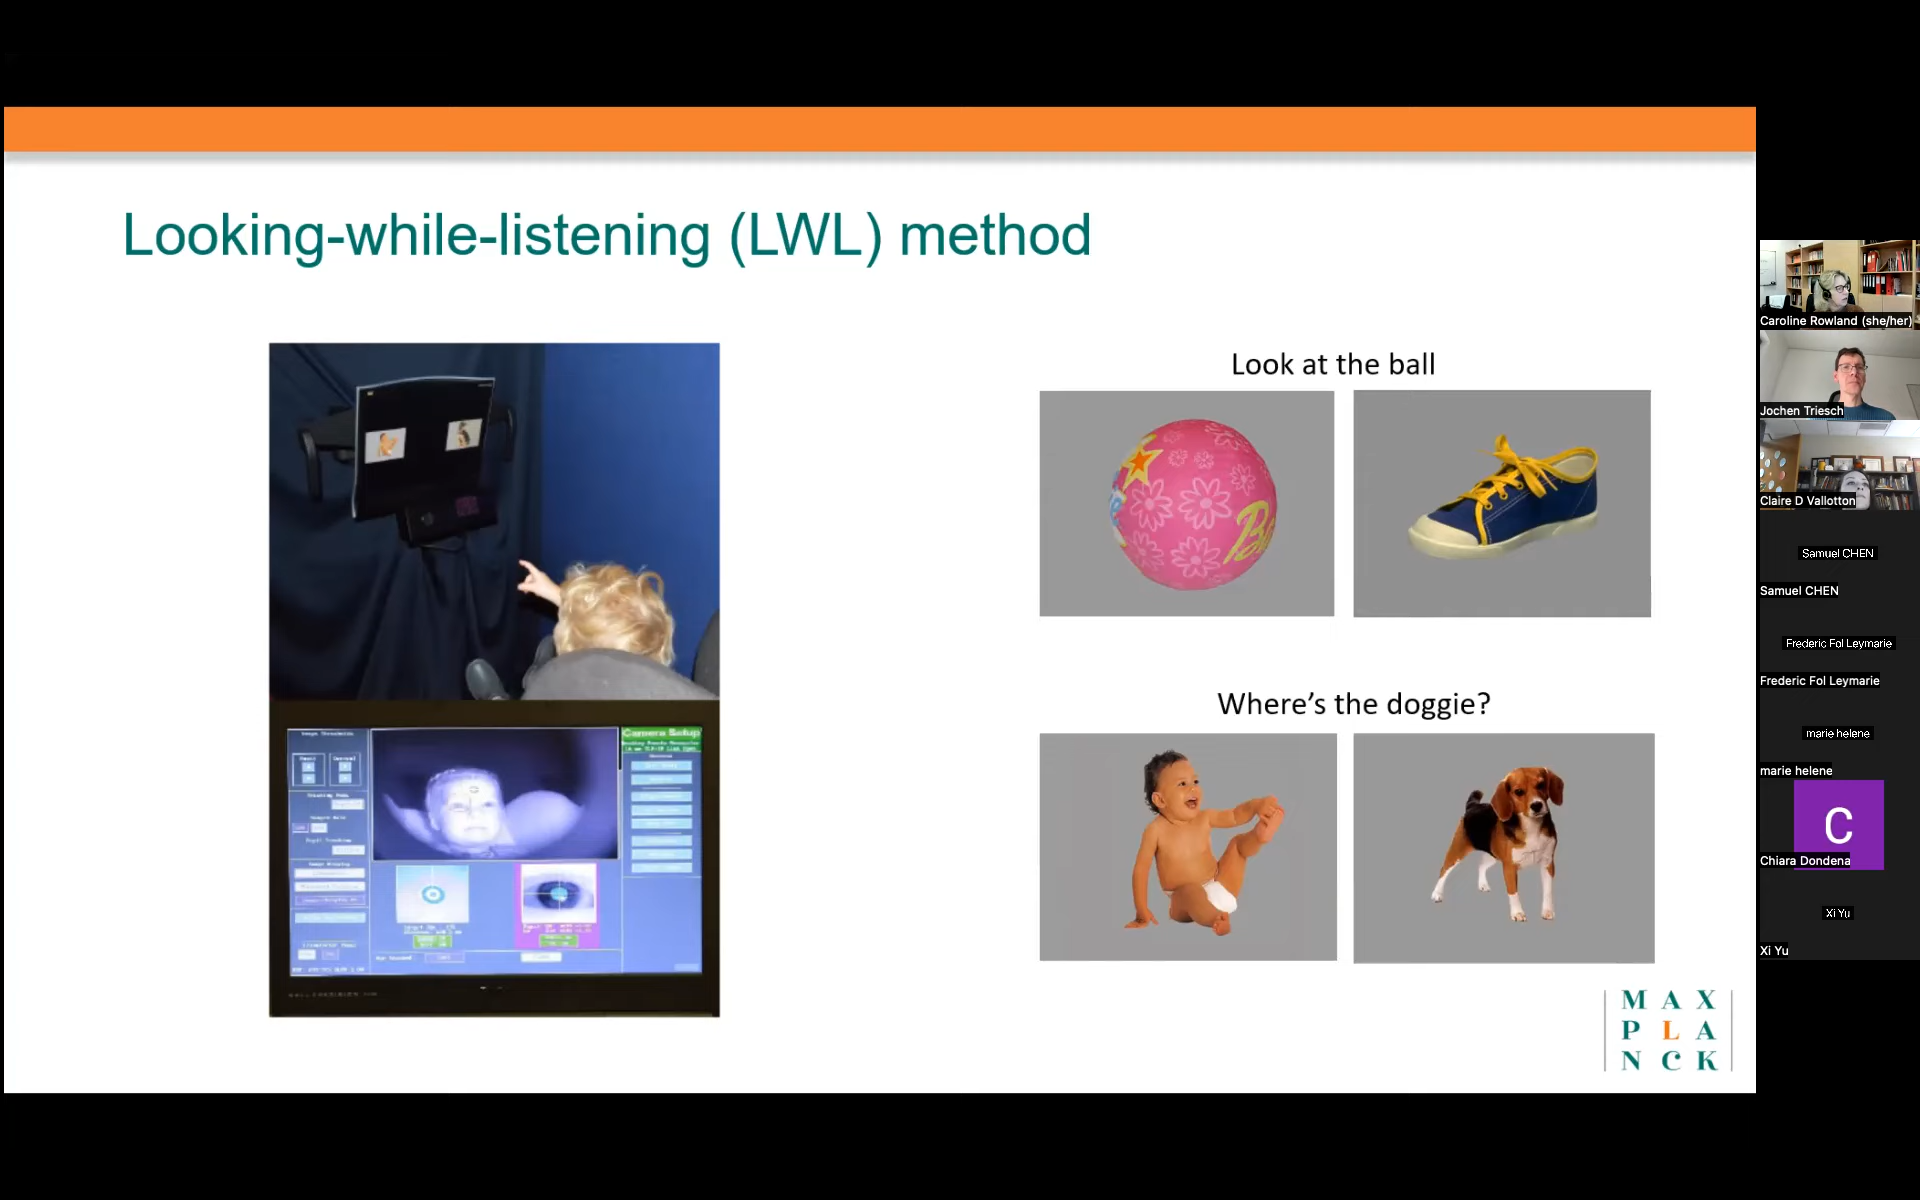 Looking-while-listening (LWL) method
Look at the ball
Where's the doggie?
Camera Setup
M A X
P L A
N C K
Caroline Rowland (she/her)
Jochen Triesch
Claire D Vallotton
Samuel CHEN
Samuel CHEN
Frederic Fol Leymarie
Frederic Fol Leymarie
marie helene
marie helene
C
Chiara Dondena
Xi Yu
Xi Yu